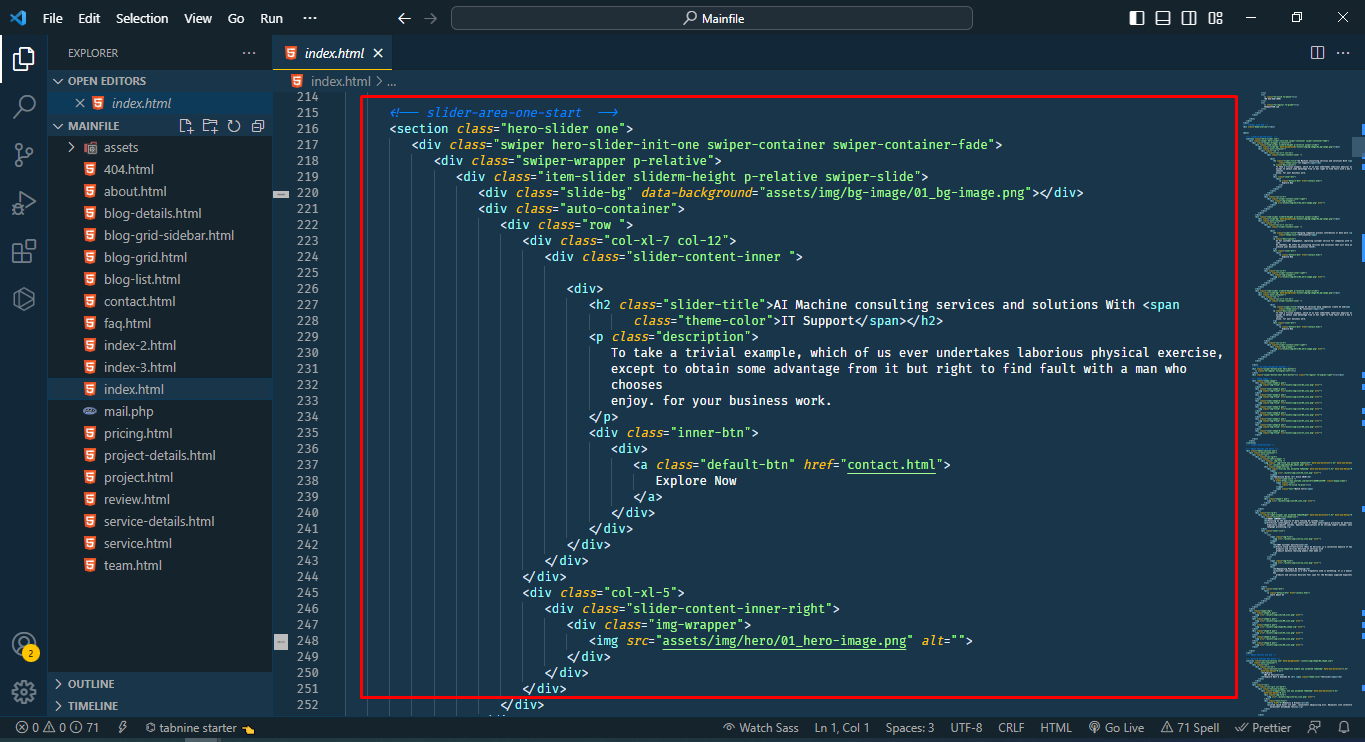 File Edit Selection View Go Run ···
Mainfile
EXPLORER ···
OPEN EDITORS
index.html
MAINFILE
assets
404.html
about.html
blog-details.html
blog-grid-sidebar.html
blog-grid.html
blog-list.html
contact.html
faq.html
index-2.html
index-3.html
index.html
mail.php
pricing.html
project-details.html
project.html
review.html
service-details.html
service.html
team.html
OUTLINE
TIMELINE
2
index.html
index.html > ...
214
215 <!-- slider-area-one-start -->
216 <section class="hero-slider one">
217 <div class="swiper hero-slider-init-one swiper-container swiper-container-fade">
218 <div class="swiper-wrapper p-relative">
219 <div class="item-slider sliderm-height p-relative swiper-slide">
220 <div class="slide-bg" data-background="assets/img/bg-image/01_bg-image.png"></div>
221 <div class="auto-container">
222 <div class="row ">
223 <div class="col-xl-7 col-12">
224 <div class="slider-content-inner ">
225
226 <div>
227 <h2 class="slider-title">AI Machine consulting services and solutions With <span
228 class="theme-color">IT Support</span></h2>
229 <p class="description">
230 To take a trivial example, which of us ever undertakes laborious physical exercise,
231 except to obtain some advantage from it but right to find fault with a man who
232 chooses
233 enjoy. for your business work.
234 </p>
235 <div class="inner-btn">
236 <div>
237 <a class="default-btn" href="contact.html">
238 Explore Now
239 </a>
240 </div>
241 </div>
242 </div>
243 </div>
244 </div>
245 <div class="col-xl-5">
246 <div class="slider-content-inner-right">
247 <div class="img-wrapper">
248 <img src="assets/img/hero/01_hero-image.png" alt="">
249 </div>
250 </div>
251 </div>
252 </div>
0 0 71 tabnine starter Watch Sass Ln 1, Col 1 Spaces: 3 UTF-8 CRLF HTML Go Live 71 Spell Prettier